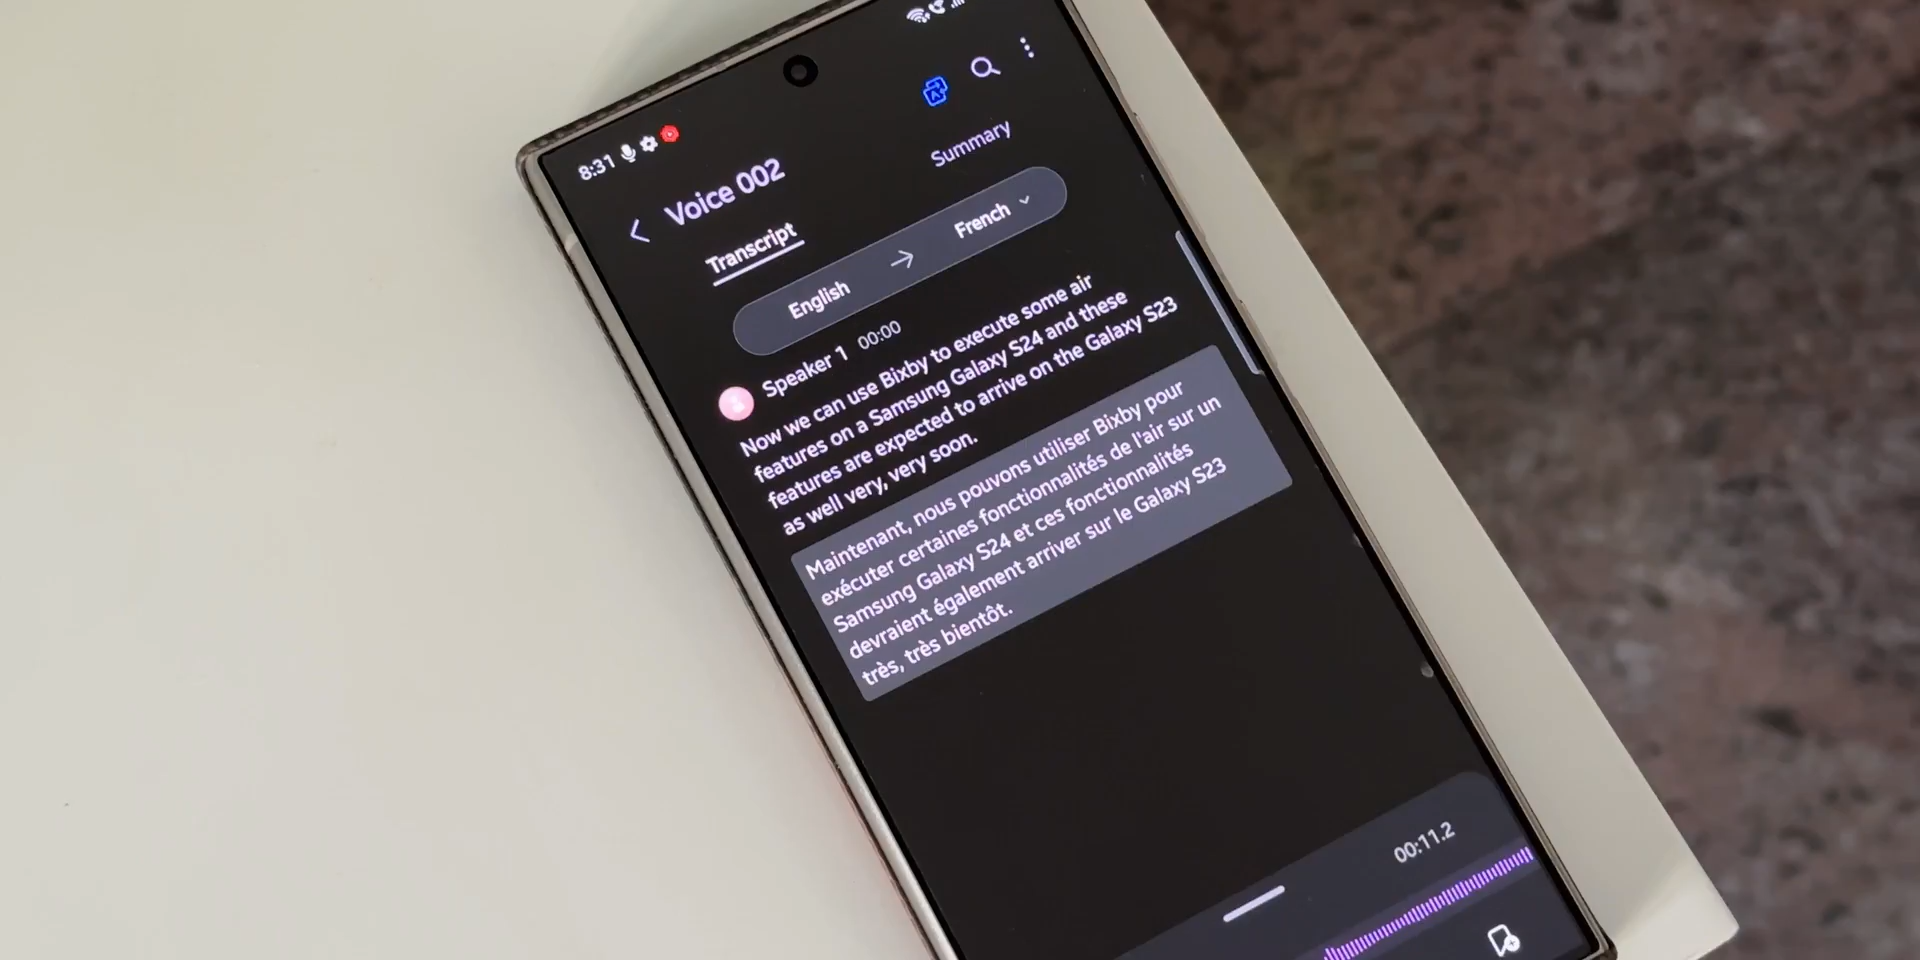 8:31
Voice 002
Transcript
Summary
English → French
Speaker 1 00:00
Now we can use Bixby to execute some air
features on a Samsung Galaxy S24 and these
features are expected to arrive on the Galaxy S23
as well very, very soon.
Maintenant, nous pouvons utiliser Bixby pour
exécuter certaines fonctionnalités de l'air sur un
Samsung Galaxy S24 et ces fonctionnalités
devraient également arriver sur le Galaxy S23
très, très bientôt.
00:11.2